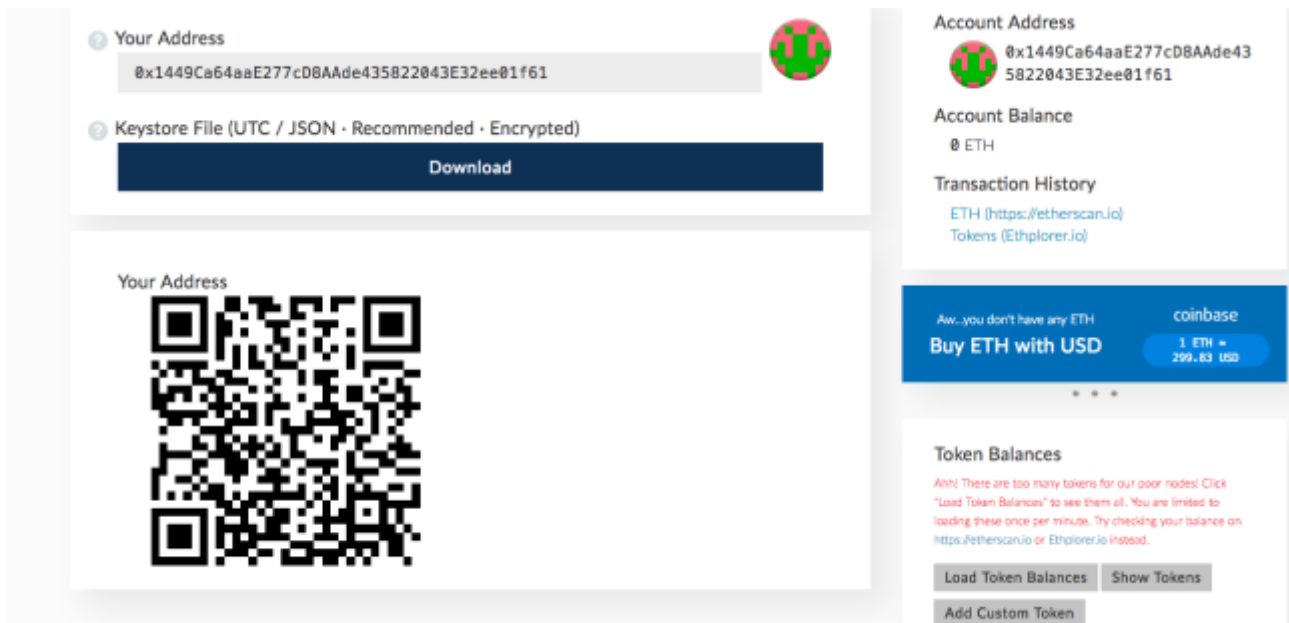 Your Address
0x1449Ca64aaE277cD8AAde435822043E32ee01f61
Keystore File (UTC / JSON · Recommended · Encrypted)
Download
Your Address
Account Address
0x1449Ca64aaE277cD8AAde43
5822043E32ee01f61
Account Balance
0 ETH
Transaction History
ETH (https://etherscan.io)
Tokens (Ethplorer.io)
Aw...you don't have any ETH
Buy ETH with USD
coinbase
1 ETH ≈
299.83 USD
Token Balances
Ahh! There are too many tokens for our poor nodes! Click
"Load Token Balances" to see them all. You are limited to
loading these once per minute. Try checking your balance on
https://etherscan.io or Ethplorer.io instead.
Load Token Balances
Show Tokens
Add Custom Token